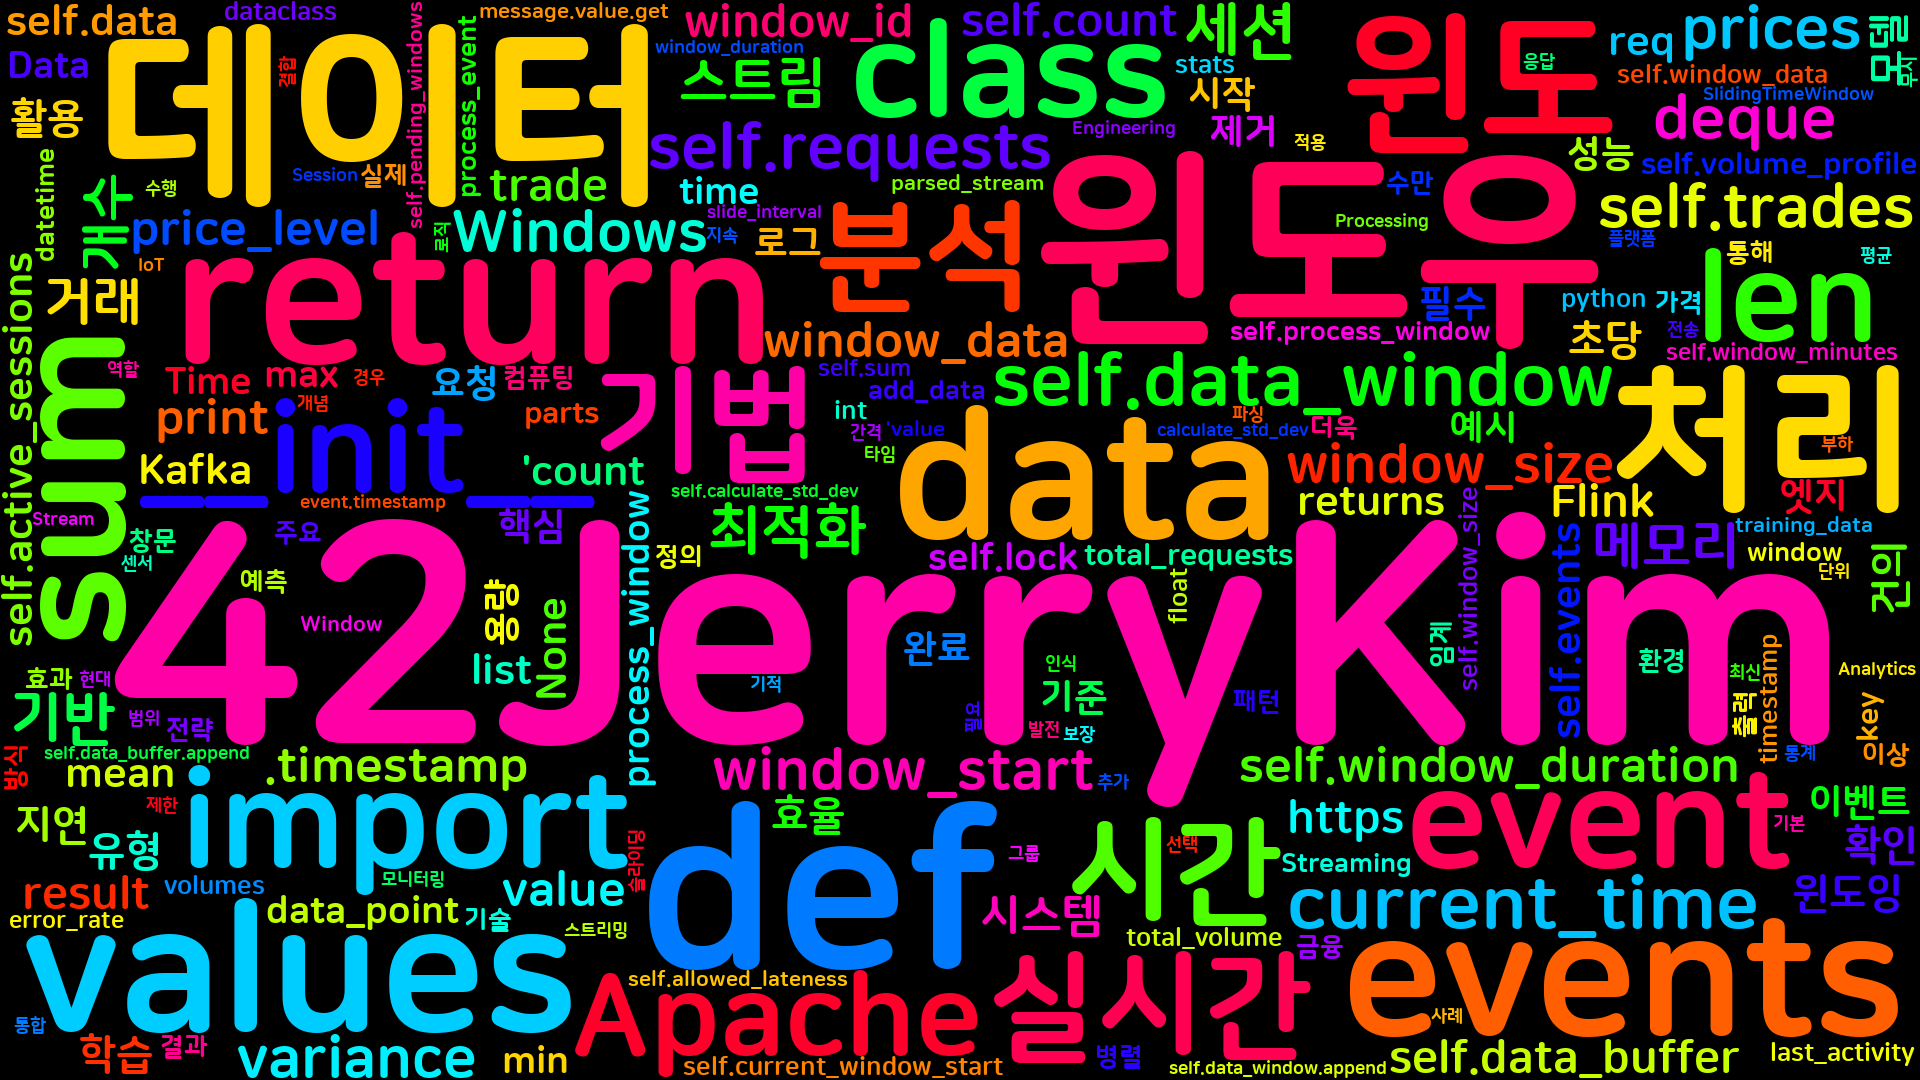 self.data
dataclass
message.value.get
window_id
self.count
세션
req
prices
모델
무시
Data
결합
데이터
self.pending_windows
process_event
window_duration
스트림
class
stats
시작
윈도
응답
self.window_data
SlidingTimeWindow
활용
deque
self.requests
Engineering
제거
적용
성능
self.volume_profile
datetime
개수
수행
Session
실제
trade
time
parsed_stream
수만
self.trades
price_level
로직
Windows
slide_interval
지속
로그
분석
윈도우
Processing
플랫폼
통해
평균
IoT
거래
return
window_data
필수
python
가격
len
self.active_sessions
sum
self.process_window
초당
전송
self.window_minutes
역할
Time
max
경우
요청
컴퓨팅
기법
self.sum
add_data
self.data_window
처리
print
개념
__init__
parts
int
간격
'value
data
파싱
calculate_std_dev
더욱
예시
부하
Kafka
'count
타임
window_size
self.calculate_std_dev
event.timestamp
returns
Flink
엣지
Stream
창문
센서
주요
핵심
process_window
최적화
정의
self.lock
total_requests
self.window_size
self.events
메모리
training_data
window
단위
건의
예측
42JerryKim
Window
용량
None
list
float
완료
인식
기준
기적
필요
발전
보장
패턴
임계
환경
최신
출력
timestamp
Analytics
key
효과
현대
기반
범위
전략
self.data_buffer.append
방식
mean
.timestamp
window_start
추가
self.window_duration
통계
이상
제한
지연
유형
import
효율
def
시간
https
event
기본
이벤트
확인
모니터링
슬라이딩
그룹
선택
Streaming
result
volumes
value
error_rate
data_point
기술
스트리밍
시스템
current_time
윈도잉
total_volume
금융
values
self.allowed_lateness
Apache
실시간
events
사례
통합
학습
결과
variance
min
self.current_window_start
병렬
self.data_window.append
self.data_buffer
last_activity